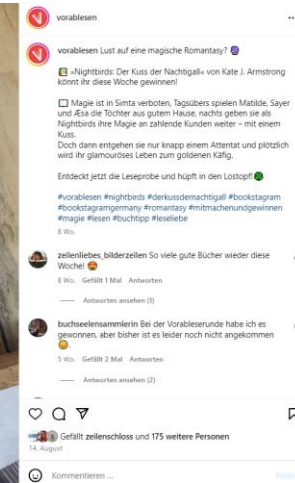 vorablesen
vorablesen Lust auf eine magische Romantasy? 🔮
»Nightbirds: Der Kuss der Nachtigall« von Kate J. Armstrong
könnt ihr diese Woche gewinnen!
Magie ist in Simta verboten, Tagsübers spielen Matilde, Sayer
und Æsa die Töchter aus gutem Hause, nachts geben sie als
Nightbirds ihre Magie an zahlende Kunden weiter – mit einem
Kuss.
Doch dann entgehen sie nur knapp einem Attentat und plötzlich
wird ihr glamouröses Leben zum goldenen Käfig.
Entdeckt jetzt die Leseprobe und hüpft in den Lostopf!🍀
#vorablesen #nightbirds #derkussdernachtigall #bookstagram
#bookstagramgermany #romantasy #mitmachenundgewinnen
#magie #lesen #buchtipp #leseliebe
8 Wo.
zeilenliebes_bilderzeilen So viele gute Bücher wieder diese
Woche! 🤩
8 Wo. Gefällt 1 Mal Antworten
Antworten ansehen (1)
buchseelensammlerin Bei der Vorableserunde habe ich es
gewonnen, aber bisher ist es leider noch nicht angekommen
5 Wo. Gefällt 2 Mal Antworten
Antworten ansehen (2)
Gefällt zeilenschloss und 175 weitere Personen
14. August
Kommentieren ...